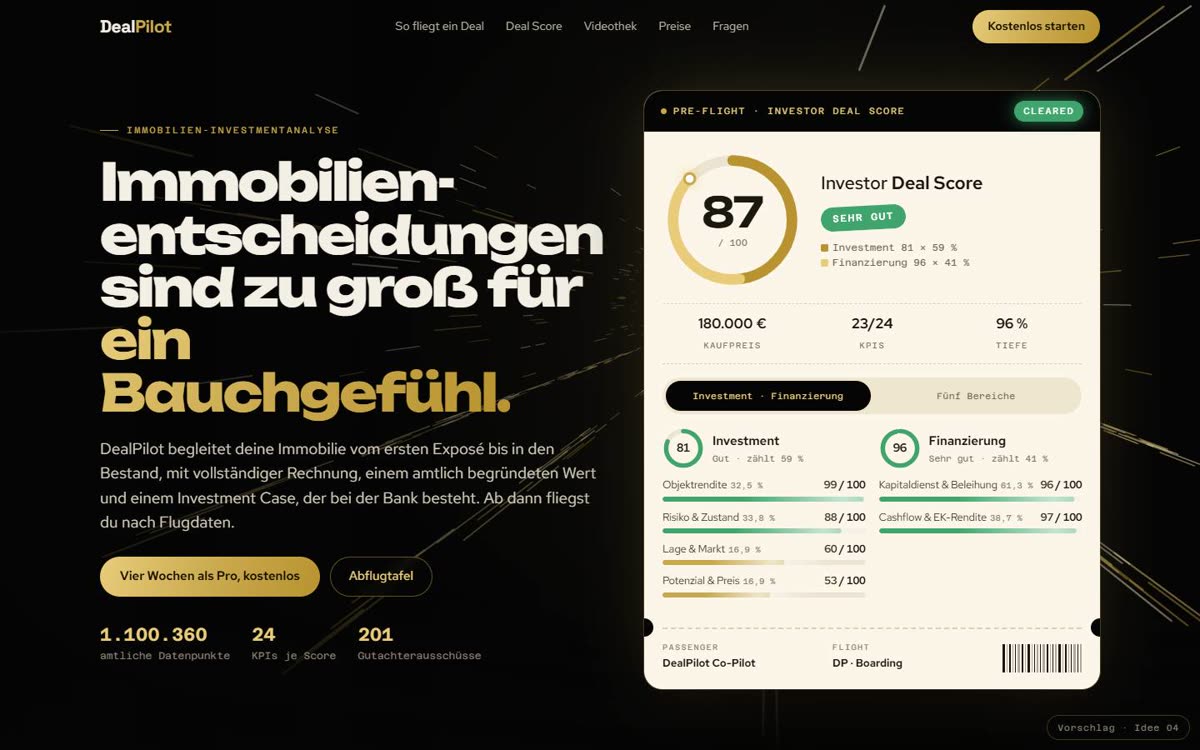 DealPilot
So fliegt ein Deal
Deal Score
Videothek
Preise
Fragen
Kostenlos starten
IMMOBILIEN-INVESTMENTANALYSE
Immobilien-
entscheidungen
sind zu groß für
ein
Bauchgefühl.
DealPilot begleitet deine Immobilie vom ersten Exposé bis in den
Bestand, mit vollständiger Rechnung, einem amtlich begründeten Wert
und einem Investment Case, der bei der Bank besteht. Ab dann fliegst
du nach Flugdaten.
Vier Wochen als Pro, kostenlos
Abflugtafel
1.100.360
amtliche Datenpunkte
24
KPIs je Score
201
Gutachterausschüsse
PRE-FLIGHT · INVESTOR DEAL SCORE
CLEARED
87
/ 100
Investor Deal Score
SEHR GUT
Investment 81 × 59 %
Finanzierung 96 × 41 %
180.000 €
KAUFPREIS
23/24
KPIS
96 %
TIEFE
Investment · Finanzierung
Fünf Bereiche
81
Investment
Gut · zählt 59 %
Objektrendite 32,5 % 99 / 100
Risiko & Zustand 33,8 % 88 / 100
Lage & Markt 16,9 % 60 / 100
Potenzial & Preis 16,9 % 53 / 100
96
Finanzierung
Sehr gut · zählt 41 %
Kapitaldienst & Beleihung 61,3 % 96 / 100
Cashflow & EK-Rendite 38,7 % 97 / 100
PASSENGER
DealPilot Co-Pilot
FLIGHT
DP · Boarding
Vorschlag · Idee 04